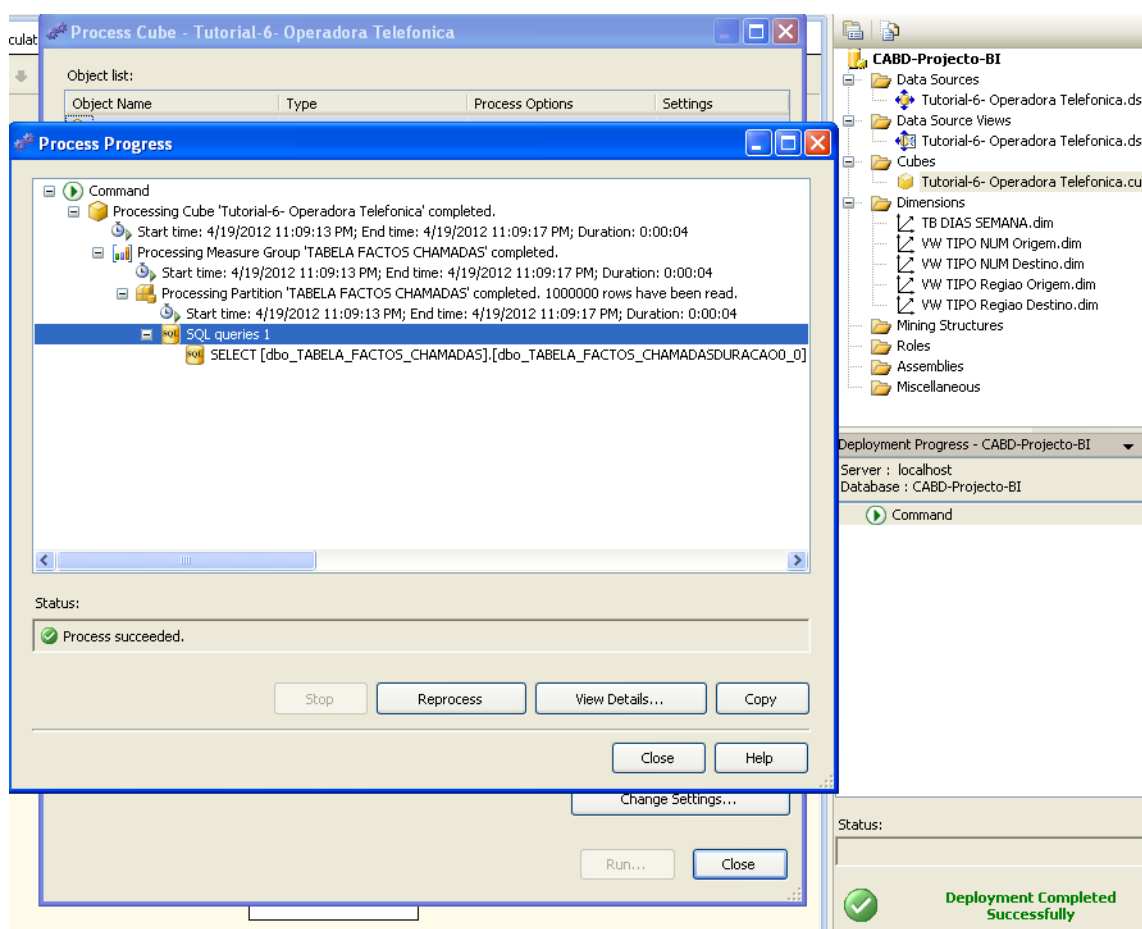 culat
Process Cube - Tutorial-6- Operadora Telefonica
Object list:
Object Name Type Process Options Settings
Process Progress
Command
Processing Cube 'Tutorial-6- Operadora Telefonica' completed.
Start time: 4/19/2012 11:09:13 PM; End time: 4/19/2012 11:09:17 PM; Duration: 0:00:04
Processing Measure Group 'TABELA FACTOS CHAMADAS' completed.
Start time: 4/19/2012 11:09:13 PM; End time: 4/19/2012 11:09:17 PM; Duration: 0:00:04
Processing Partition 'TABELA FACTOS CHAMADAS' completed. 1000000 rows have been read.
Start time: 4/19/2012 11:09:13 PM; End time: 4/19/2012 11:09:17 PM; Duration: 0:00:04
SQL queries 1
SELECT [dbo_TABELA_FACTOS_CHAMADAS].[dbo_TABELA_FACTOS_CHAMADASDURACAO0_0]
Status:
Process succeeded.
Stop Reprocess View Details... Copy
Close Help
Change Settings...
Run... Close
CABD-Projecto-BI
Data Sources
Tutorial-6- Operadora Telefonica.ds
Data Source Views
Tutorial-6- Operadora Telefonica.ds
Cubes
Tutorial-6- Operadora Telefonica.cu
Dimensions
TB DIAS SEMANA.dim
VW TIPO NUM Origem.dim
VW TIPO NUM Destino.dim
VW TIPO Regiao Origem.dim
VW TIPO Regiao Destino.dim
Mining Structures
Roles
Assemblies
Miscellaneous
Deployment Progress - CABD-Projecto-BI
Server : localhost
Database : CABD-Projecto-BI
Command
Status:
Deployment Completed
Successfully